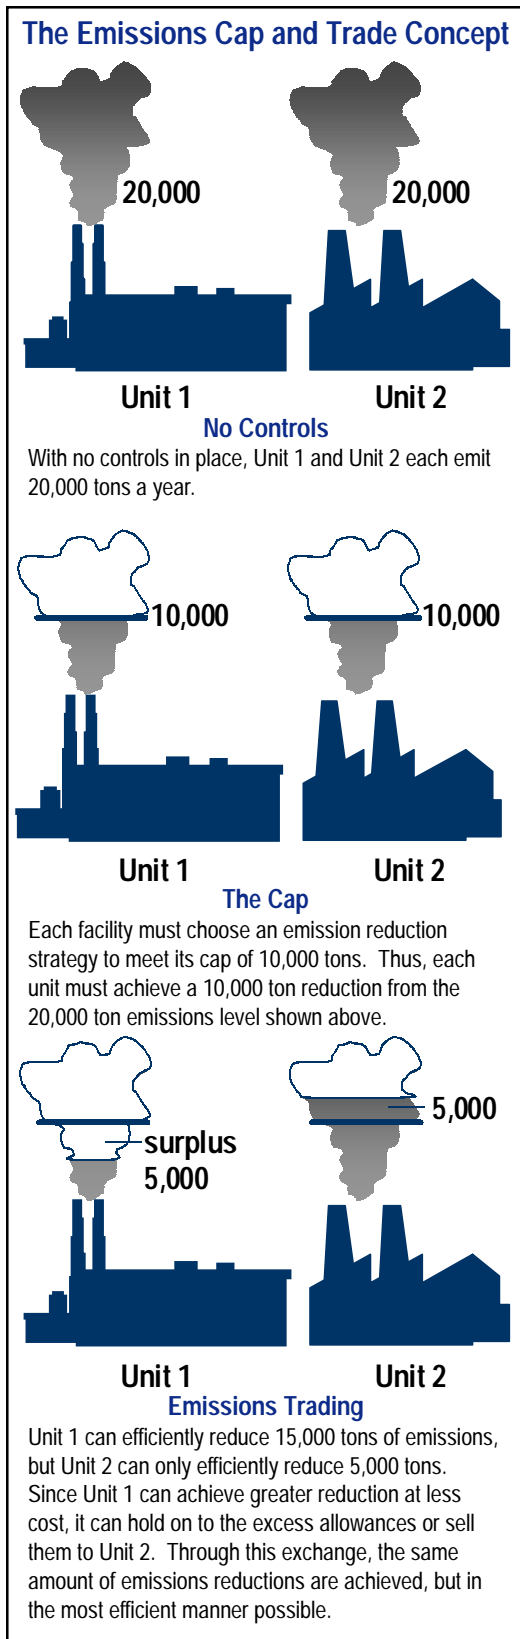 The Emissions Cap and Trade Concept
20,000
20,000
Unit 1
Unit 2
No Controls
With no controls in place, Unit 1 and Unit 2 each emit
20,000 tons a year.
10,000
10,000
Unit 1
Unit 2
The Cap
Each facility must choose an emission reduction
strategy to meet its cap of 10,000 tons. Thus, each
unit must achieve a 10,000 ton reduction from the
20,000 ton emissions level shown above.
surplus
5,000
5,000
Unit 1
Unit 2
Emissions Trading
Unit 1 can efficiently reduce 15,000 tons of emissions,
but Unit 2 can only efficiently reduce 5,000 tons.
Since Unit 1 can achieve greater reduction at less
cost, it can hold on to the excess allowances or sell
them to Unit 2. Through this exchange, the same
amount of emissions reductions are achieved, but in
the most efficient manner possible.